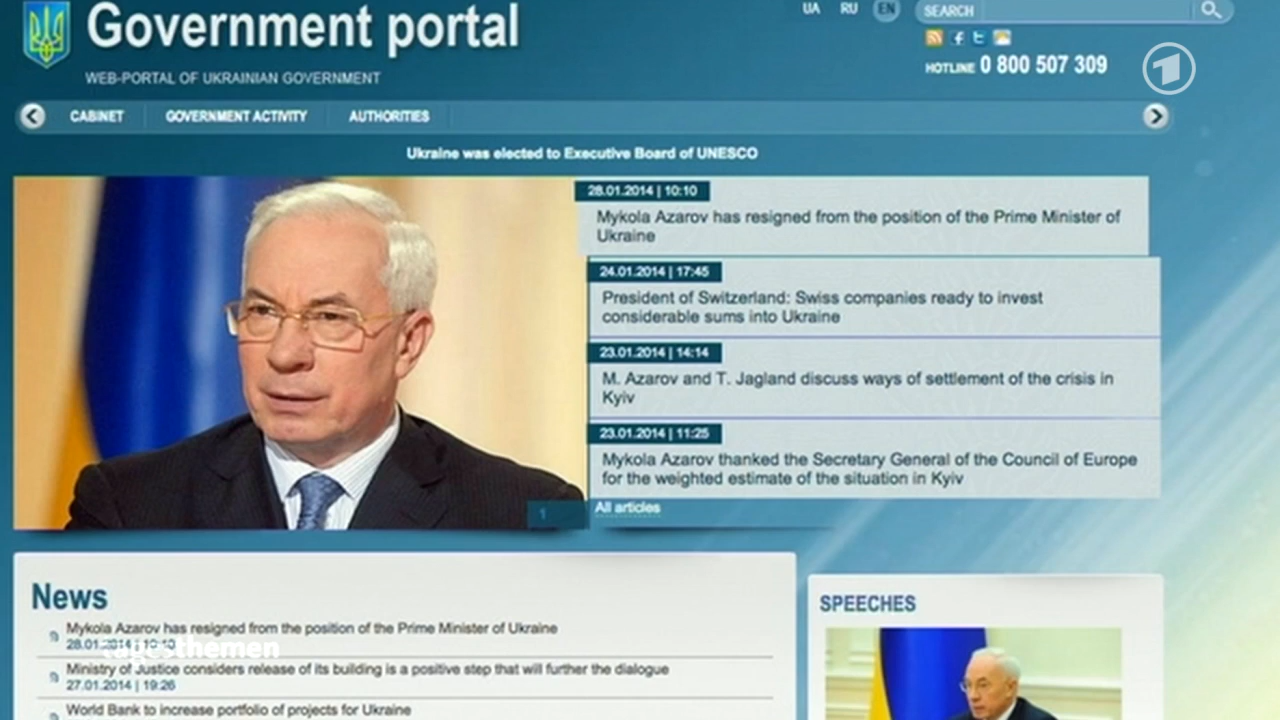 Government portal
WEB-PORTAL OF UKRAINIAN GOVERNMENT
UA RU EN
SEARCH
HOTLINE 0 800 507 309
1
CABINET GOVERNMENT ACTIVITY AUTHORITIES
Ukraine was elected to Executive Board of UNESCO
28.01.2014 | 10:10
Mykola Azarov has resigned from the position of the Prime Minister of
Ukraine
24.01.2014 | 17:45
President of Switzerland: Swiss companies ready to invest
considerable sums into Ukraine
23.01.2014 | 14:14
M. Azarov and T. Jagland discuss ways of settlement of the crisis in
Kyiv
23.01.2014 | 11:25
Mykola Azarov thanked the Secretary General of the Council of Europe
for the weighted estimate of the situation in Kyiv
1
All articles
News
Mykola Azarov has resigned from the position of the Prime Minister of Ukraine
28.01.2014 | 10:10
tagesthemen
Ministry of Justice considers release of its building is a positive step that will further the dialogue
27.01.2014 | 19:26
World Bank to increase portfolio of projects for Ukraine
SPEECHES